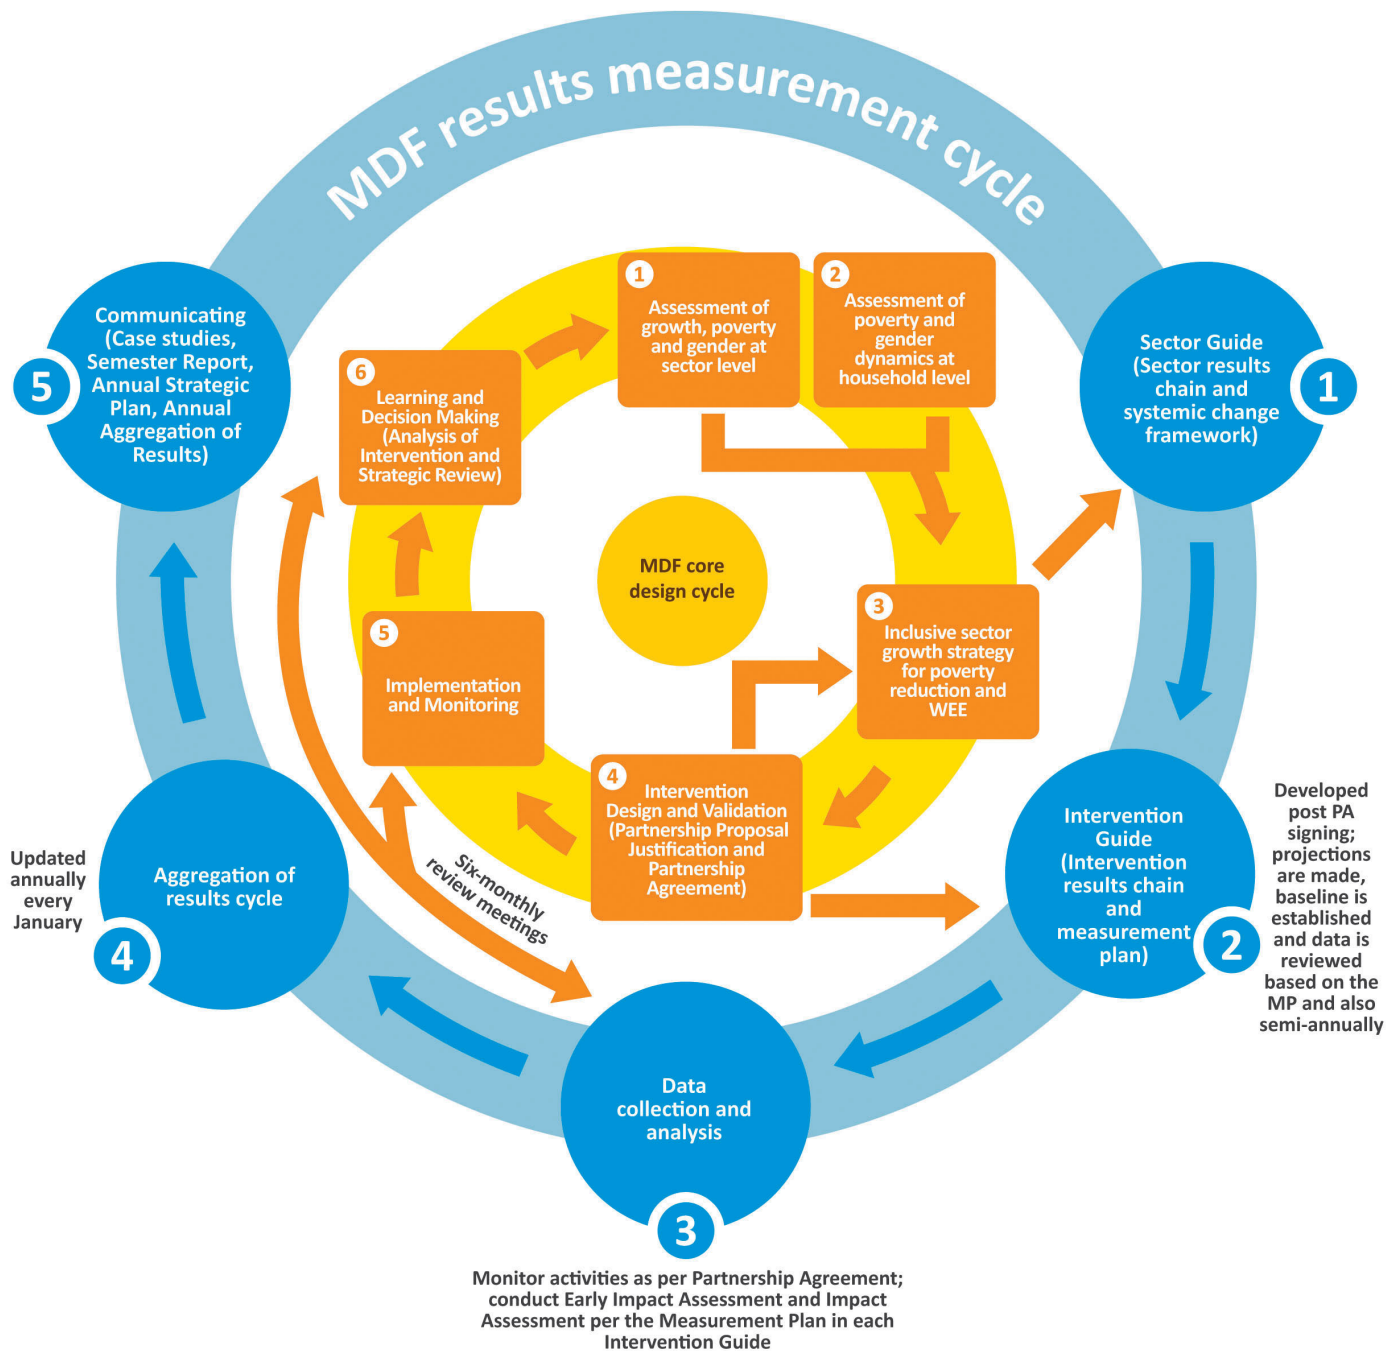 MDF results measurement cycle
1
Assessment of
growth, poverty
and gender at
sector level
2
Assessment of
poverty and
gender
dynamics at
household level
3
Inclusive sector
growth strategy
for poverty
reduction and
WEE
4
Intervention
Design and Validation
(Partnership Proposal
Justification and
Partnership
Agreement)
5
Implementation
and Monitoring
6
Learning and
Decision Making
(Analysis of
Intervention and
Strategic Review)
MDF core
design cycle
Sector Guide
(Sector results
chain and
systemic change
framework)
1
Intervention
Guide
(Intervention
results chain
and
measurement
plan)
2
Developed
post PA
signing;
projections
are made,
baseline is
established
and data is
reviewed
based on the
MP and also
semi-annually
Data
collection and
analysis
3
Monitor activities as per Partnership Agreement;
conduct Early Impact Assessment and Impact
Assessment per the Measurement Plan in each
Intervention Guide
Six-monthly
review meetings
Aggregation of
results cycle
4
Updated
annually
every
January
Communicating
(Case studies,
Semester Report,
Annual Strategic
Plan, Annual
Aggregation of
Results)
5